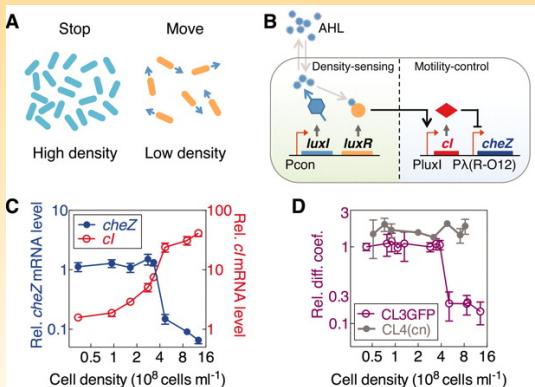 A
Stop
Move
High density
Low density
B
AHL
Density-sensing
Motility-control
luxI
luxR
cI
cheZ
Pcon
PluxI
Pλ(R-O12)
C
10
1
0.1
100
10
1
cheZ
cI
Rel. cheZ mRNA level
Rel. cI mRNA level
0.5
1
2
4
8
16
Cell density (10⁸ cells ml⁻¹)
D
3
1
0.3
0.1
Rel. diff. coef.
CL3GFP
CL4(cn)
0.5
1
2
4
8
16
Cell density (10⁸ cells ml⁻¹)